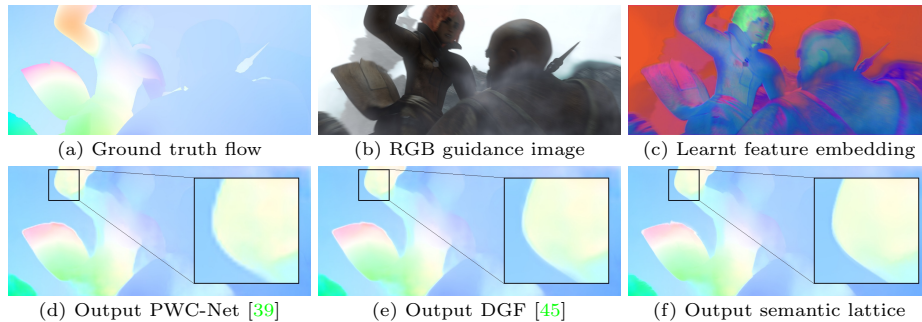 (a) Ground truth flow
(b) RGB guidance image
(c) Learnt feature embedding
(d) Output PWC-Net [39]
(e) Output DGF [45]
(f) Output semantic lattice